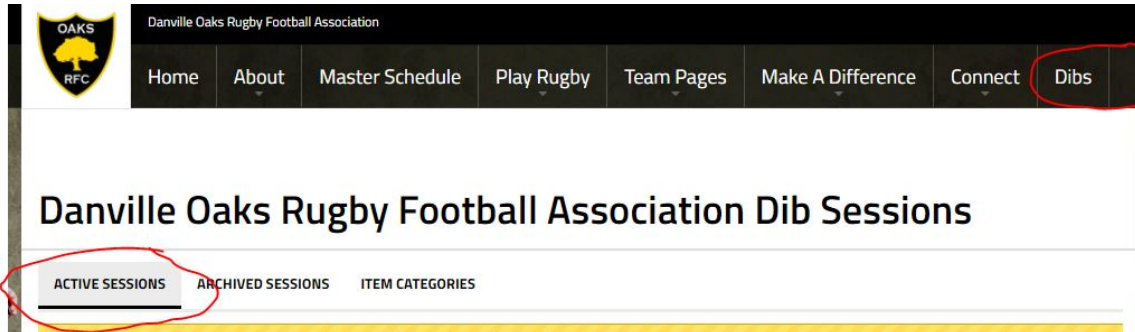 OAKS
RFC
Danville Oaks Rugby Football Association
Home About Master Schedule Play Rugby Team Pages Make A Difference Connect Dibs
Danville Oaks Rugby Football Association Dib Sessions
ACTIVE SESSIONS ARCHIVED SESSIONS ITEM CATEGORIES